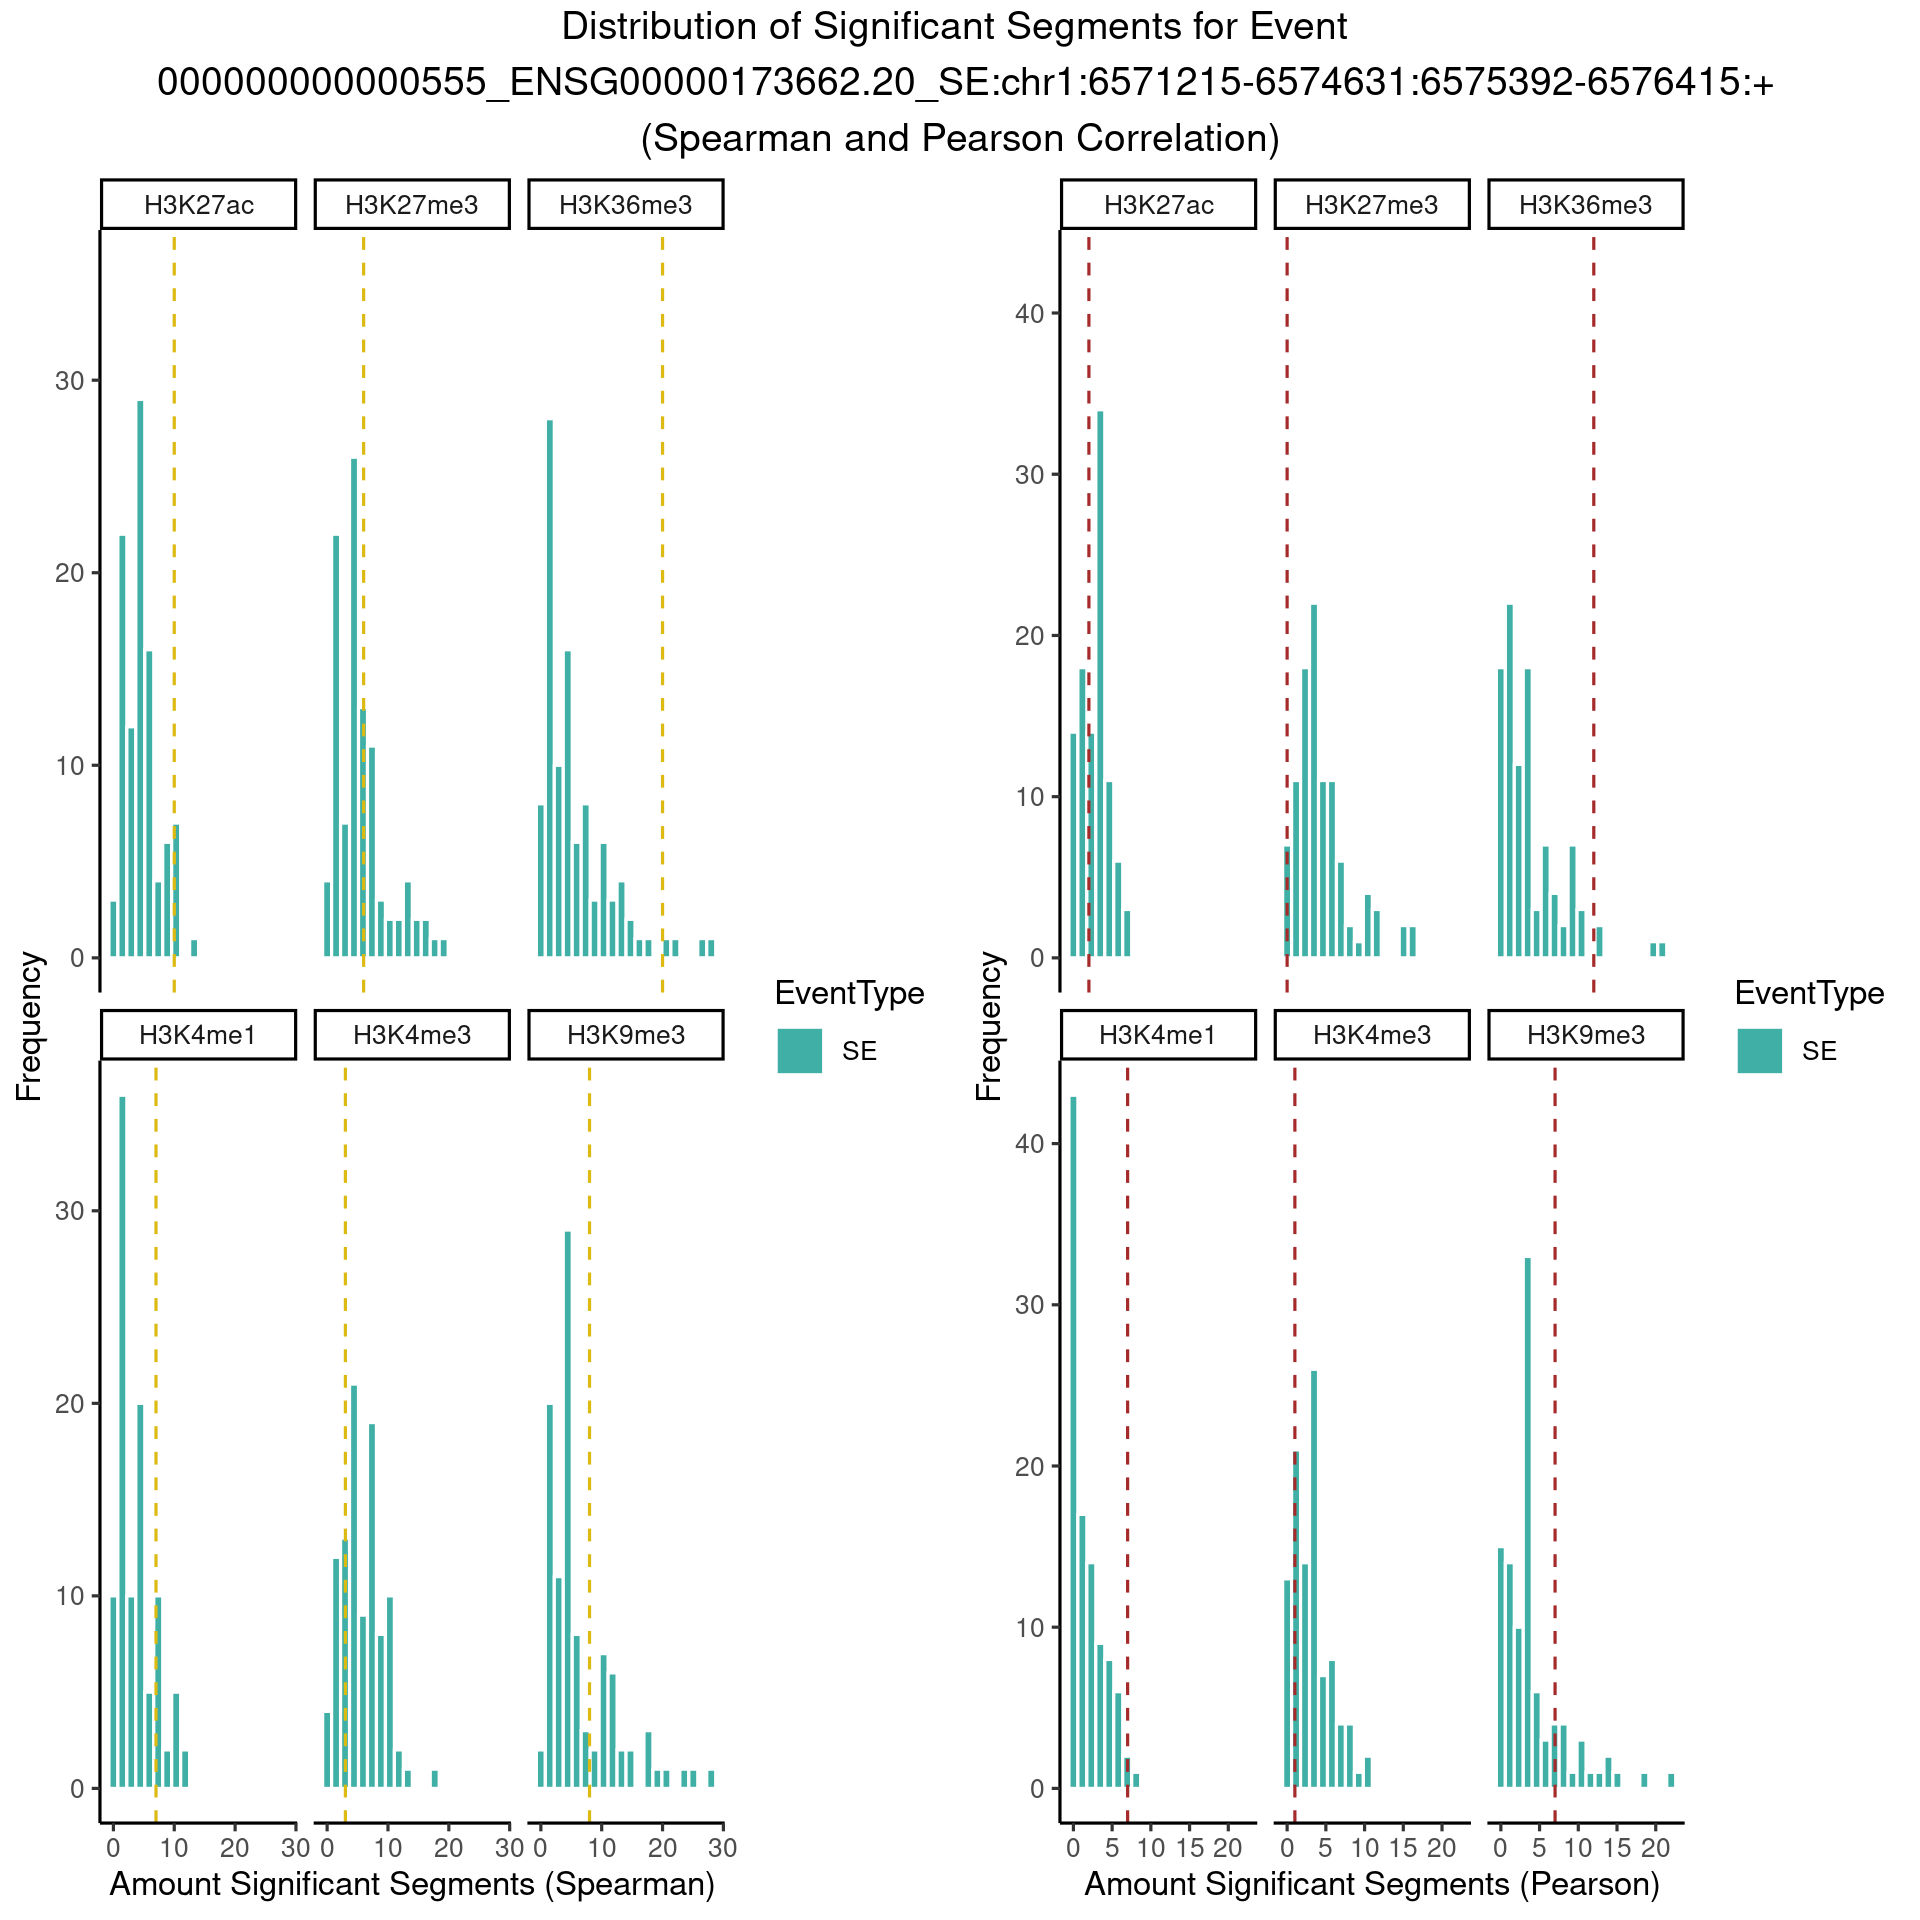 Distribution of Significant Segments for Event
000000000000555_ENSG00000173662.20_SE:chr1:6571215-6574631:6575392-6576415:+
(Spearman and Pearson Correlation)
H3K27ac H3K27me3 H3K36me3
30
20
10
0
H3K4me1 H3K4me3 H3K9me3
30
20
10
0
0 10 20 30 0 10 20 30 0 10 20 30
Amount Significant Segments (Spearman)
Frequency
EventType
SE
H3K27ac H3K27me3 H3K36me3
40
30
20
10
0
H3K4me1 H3K4me3 H3K9me3
40
30
20
10
0
0 5 10 15 20 0 5 10 15 20 0 5 10 15 20
Amount Significant Segments (Pearson)
Frequency
EventType
SE